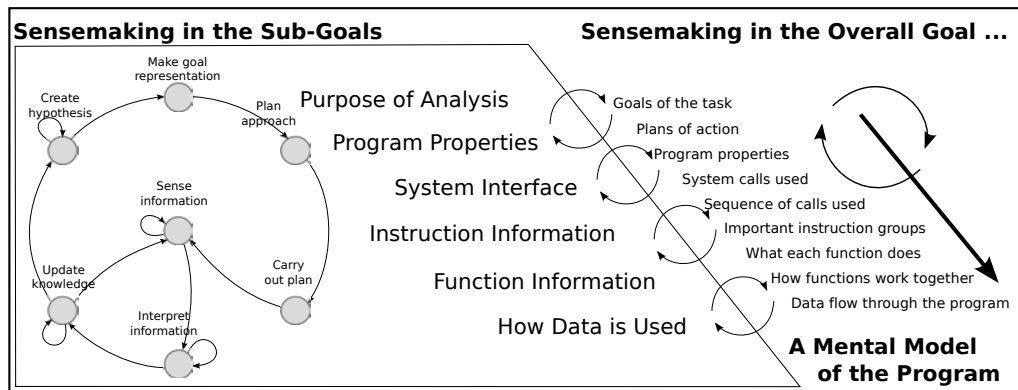 Sensemaking in the Sub-Goals
Sensemaking in the Overall Goal ...
Make goal
representation
Create
hypothesis
Plan
approach
Sense
information
Update
knowledge
Carry
out plan
Interpret
information
Purpose of Analysis
Program Properties
System Interface
Instruction Information
Function Information
How Data is Used
Goals of the task
Plans of action
Program properties
System calls used
Sequence of calls used
Important instruction groups
What each function does
How functions work together
Data flow through the program
A Mental Model
of the Program